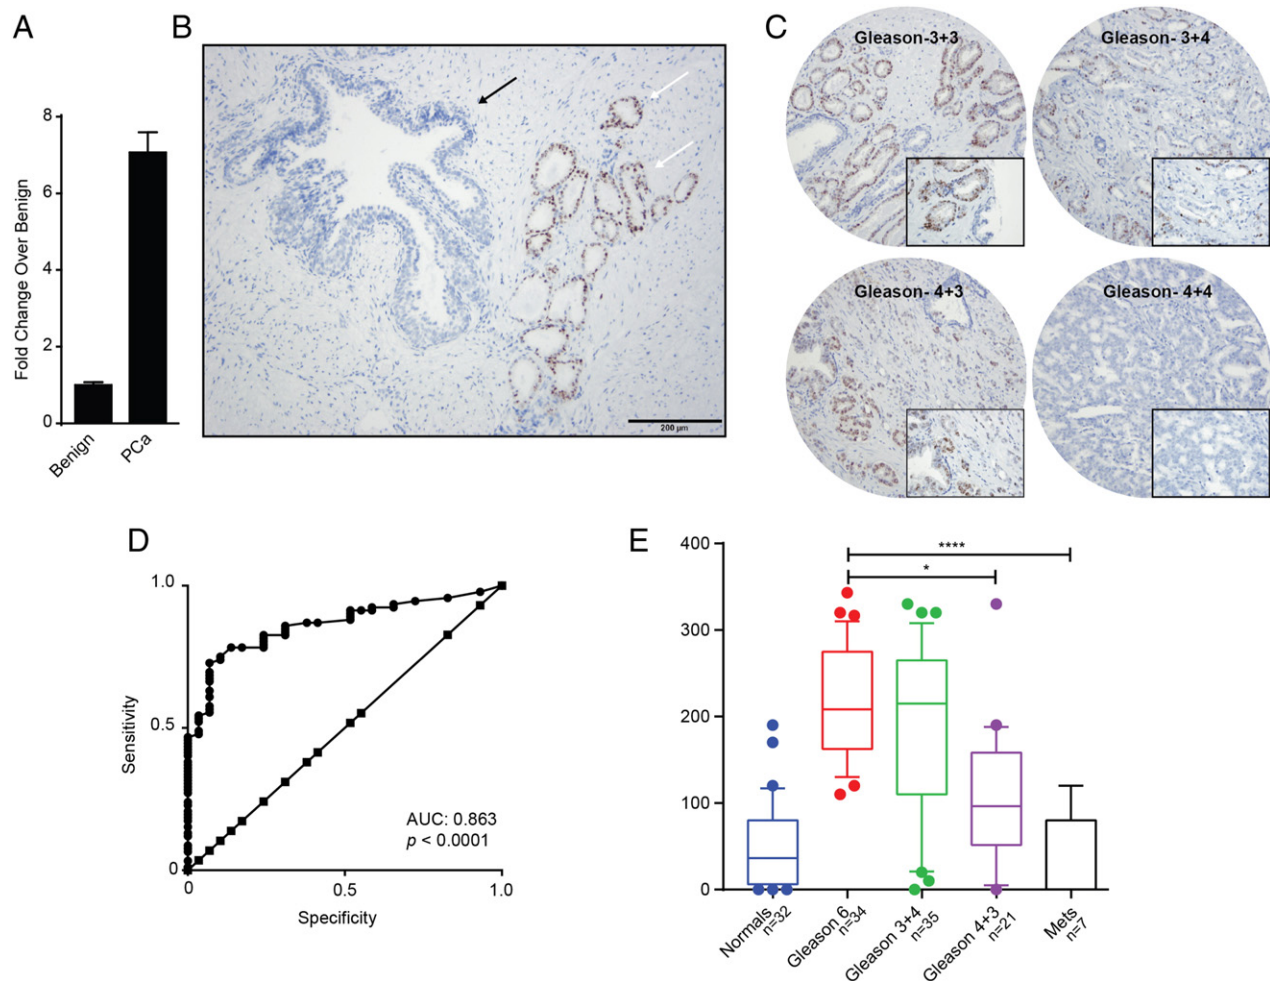 A
Fold Change Over Benign
8
6
4
2
0
Benign
PCa
B
200 µm
C
Gleason-3+3
Gleason- 3+4
Gleason- 4+3
Gleason- 4+4
D
Sensitivity
1.0
0.5
0
0
0.5
1.0
AUC: 0.863
p < 0.0001
Specificity
E
400
300
200
100
0
****
*
Normals
n=32
Gleason 6
n=34
Gleason 3+4
n=35
Gleason 4+3
n=21
Mets
n=7